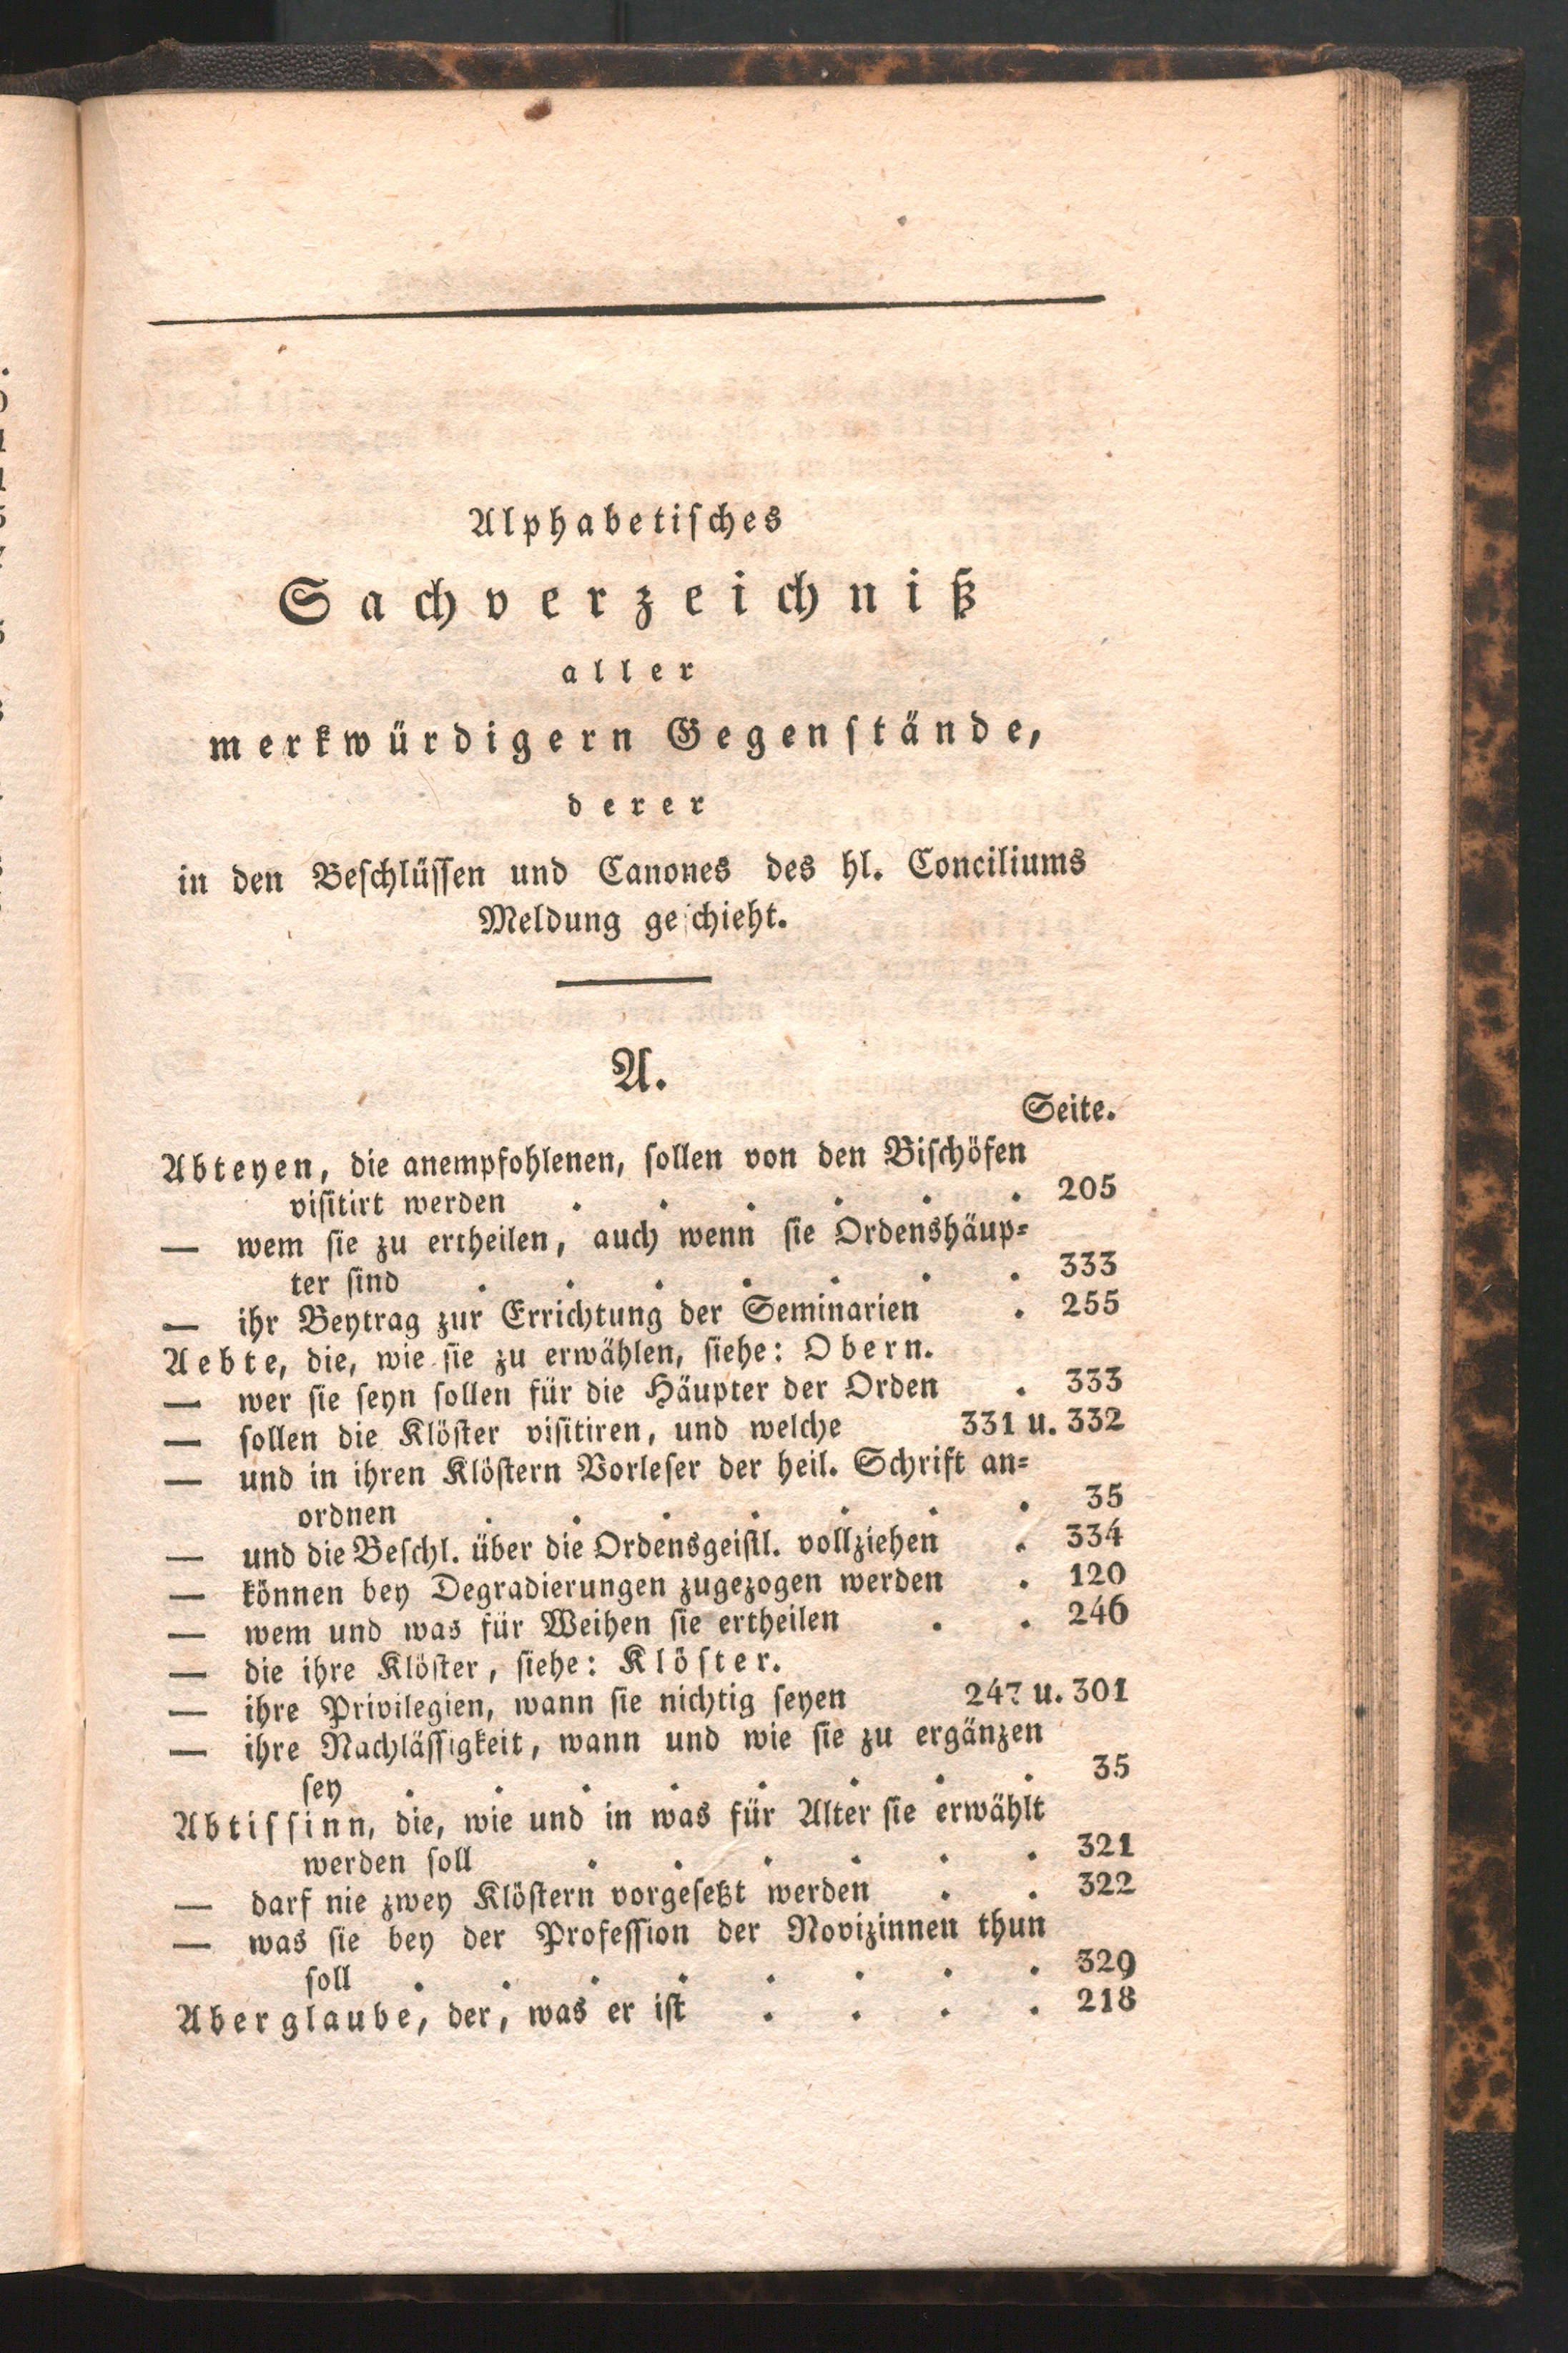 Alphabetisches
Sachverzeichniß
aller
merkwürdigern Gegenstände,
derer
in den Beschlüssen und Canones des hl. Conciliums
Meldung geschieht.
A.
Seite.
Abteyen, die anempfohlenen, sollen von den Bischöfen
visitirt werden . . . . . . 205
— wem sie zu ertheilen, auch wenn sie Ordenshäup-
ter sind . . . . . . . 333
— ihr Beytrag zur Errichtung der Seminarien . 255
Aebte, die, wie sie zu erwählen, siehe: Obern.
— wer sie seyn sollen für die Häupter der Orden . 333
— sollen die Klöster visitiren, und welche 331 u. 332
— und in ihren Klöstern Vorleser der heil. Schrift an-
ordnen . . . . . . . 35
— und die Beschl. über die Ordensgeistl. vollziehen . 334
— können bey Degradierungen zugezogen werden . 120
— wem und was für Weihen sie ertheilen . . 246
— die ihre Klöster, siehe: Klöster.
— ihre Privilegien, wann sie nichtig seyen 247 u. 301
— ihre Nachlässigkeit, wann und wie sie zu ergänzen
sey . . . . . . . . 35
Abtissinn, die, wie und in was für Alter sie erwählt
werden soll . . . . . . 321
— darf nie zwey Klöstern vorgesetzt werden . . 322
— was sie bey der Profession der Novizinnen thun
soll . . . . . . . . 329
Aberglaube, der, was er ist . . . . 218